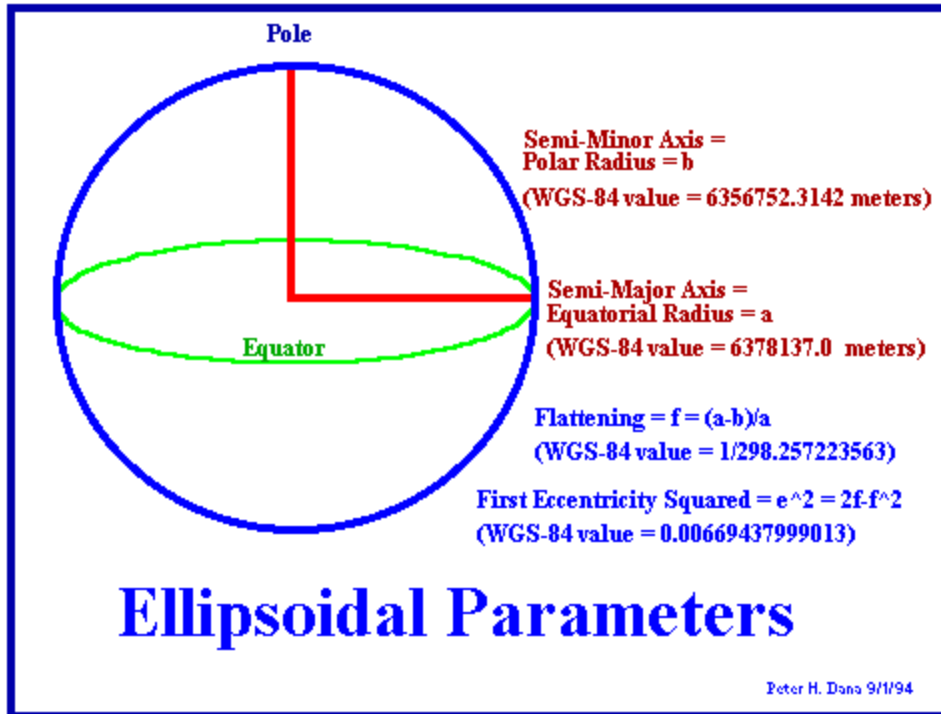 Pole
Semi-Minor Axis =
Polar Radius = b
(WGS-84 value = 6356752.3142 meters)
Semi-Major Axis =
Equatorial Radius = a
(WGS-84 value = 6378137.0 meters)
Equator
Flattening = f = (a-b)/a
(WGS-84 value = 1/298.257223563)
First Eccentricity Squared = e^2 = 2f-f^2
(WGS-84 value = 0.00669437999013)
Ellipsoidal Parameters
Peter H. Dana 9/1/94